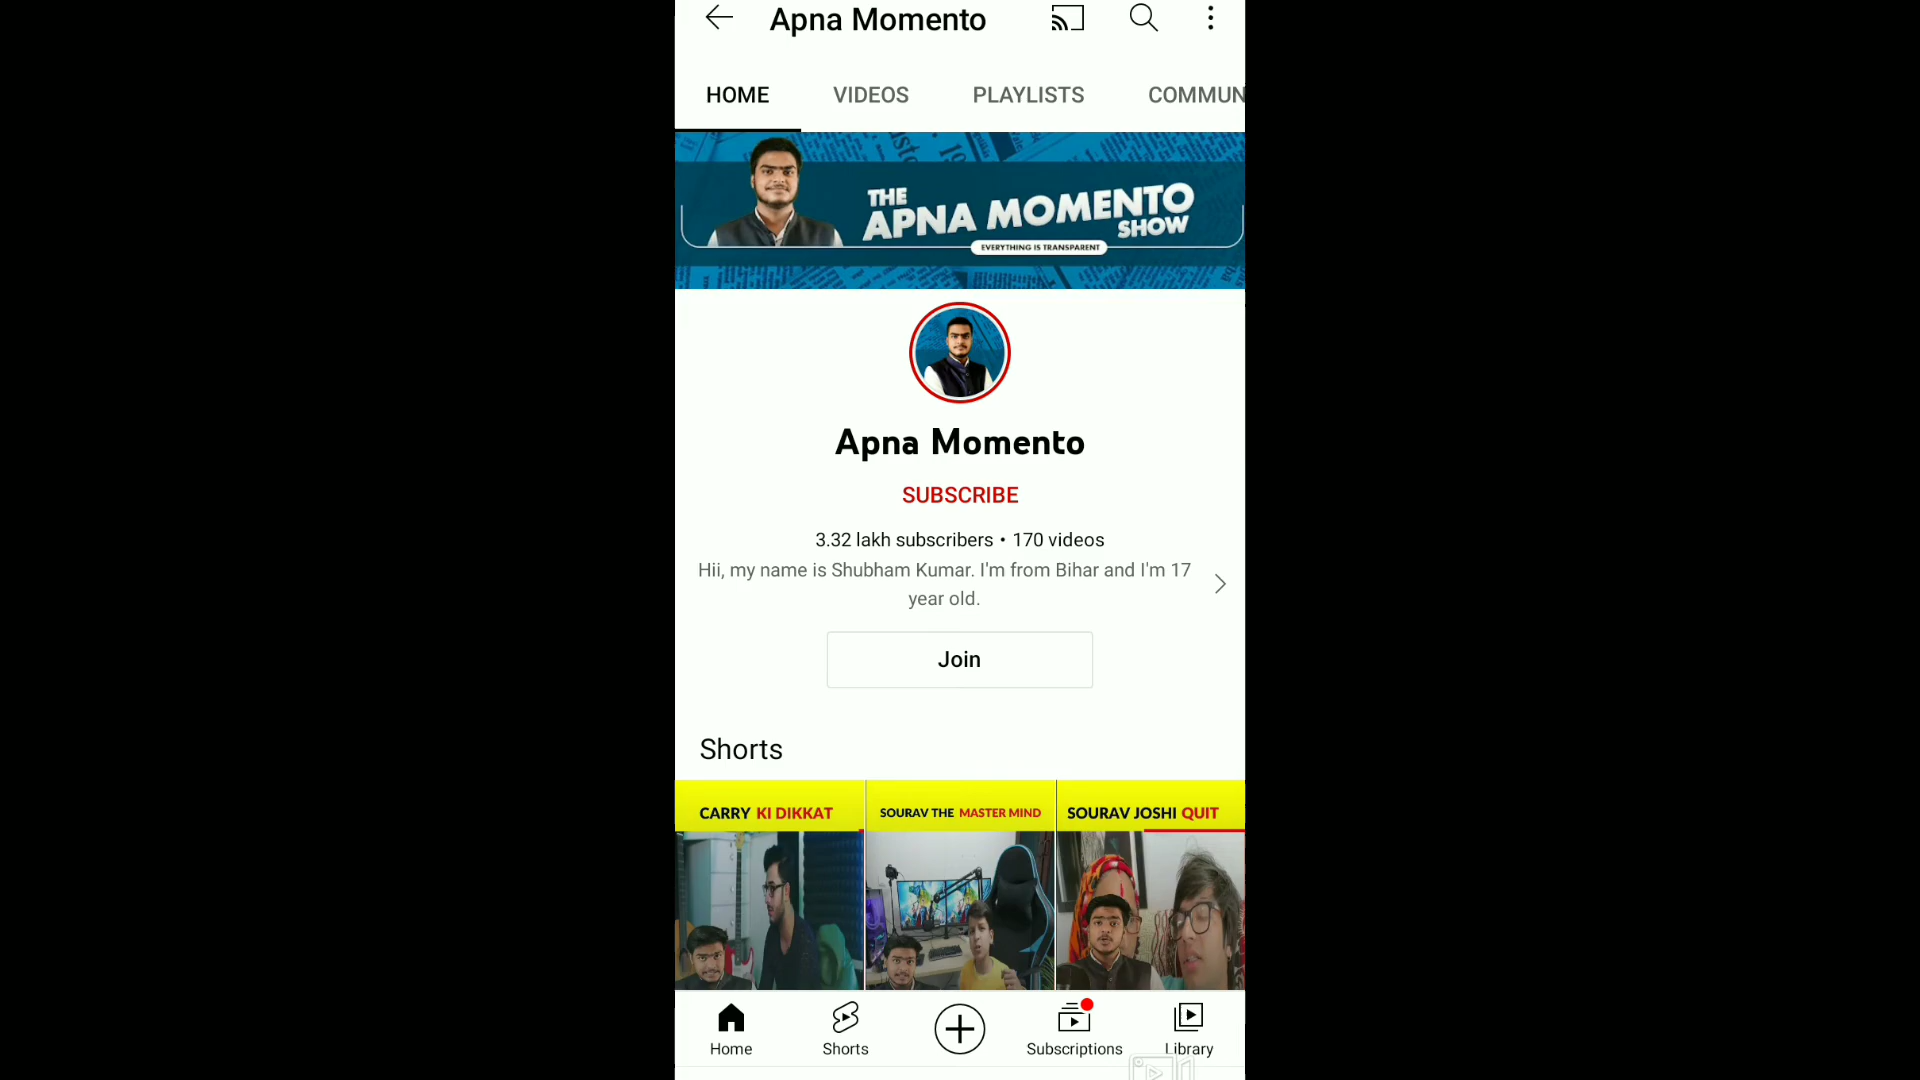 Apna Momento
HOME VIDEOS PLAYLISTS COMMUN
THE
APNA MOMENTO
SHOW
EVERYTHING IS TRANSPARENT
Apna Momento
SUBSCRIBE
3.32 lakh subscribers • 170 videos
Hii, my name is Shubham Kumar. I'm from Bihar and I'm 17
year old.
Join
Shorts
CARRY KI DIKKAT SOURAV THE MASTER MIND SOURAV JOSHI QUIT
Home Shorts Subscriptions Library